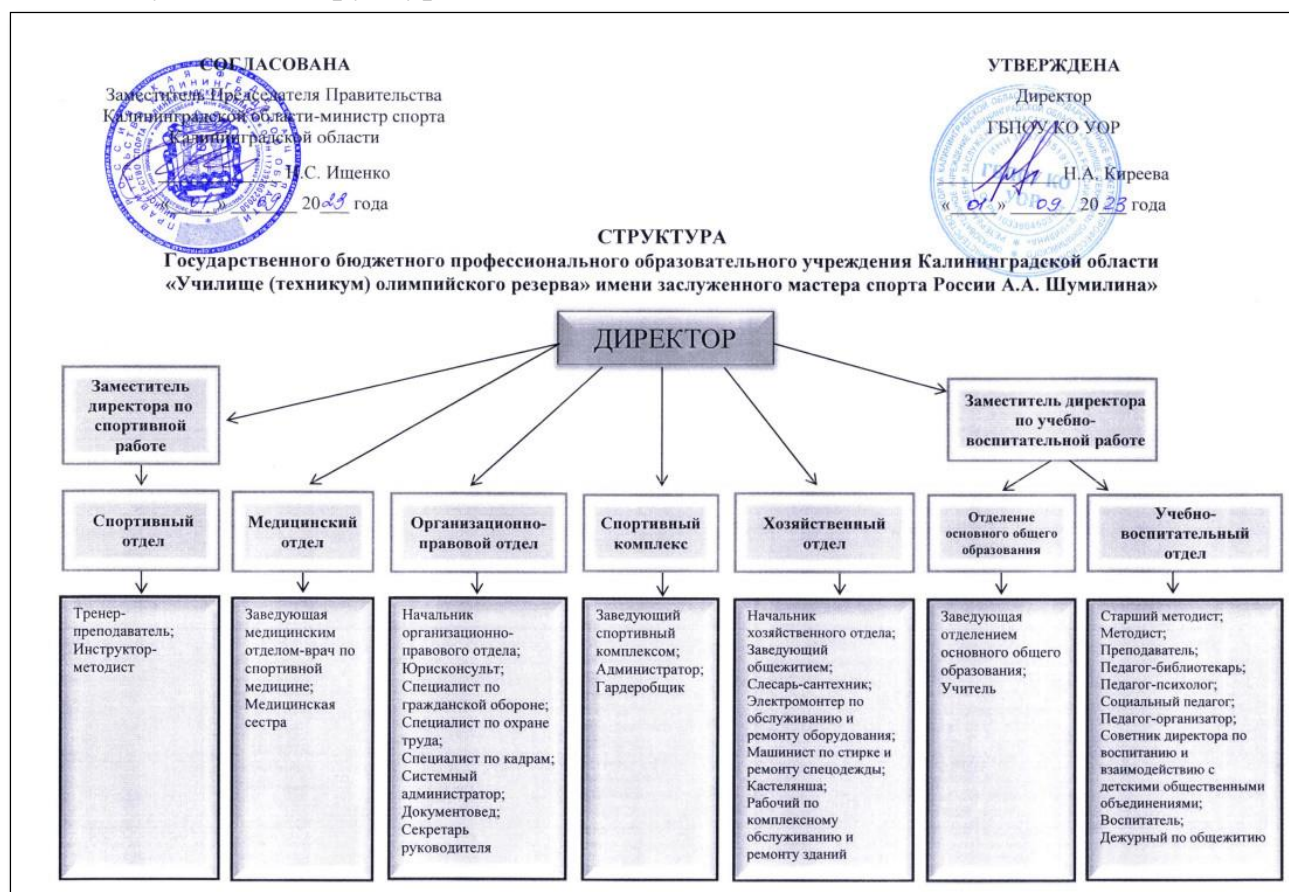 СОГЛАСОВАНА
Заместитель Председателя Правительства
Калининградской области-министр спорта
Калининградской области
Н.С. Ищенко
«01» 09 2023 года
УТВЕРЖДЕНА
Директор
ГБПОУ КО УОР
Н.А. Киреева
«01» 09 2023 года
СТРУКТУРА
Государственного бюджетного профессионального образовательного учреждения Калининградской области
«Училище (техникум) олимпийского резерва» имени заслуженного мастера спорта России А.А. Шумилина»
ДИРЕКТОР
Заместитель
директора по
спортивной
работе
Заместитель директора
по учебно-
воспитательной работе
Спортивный
отдел
Медицинский
отдел
Организационно-
правовой отдел
Спортивный
комплекс
Хозяйственный
отдел
Отделение
основного общего
образования
Учебно-
воспитательный
отдел
Тренер-
преподаватель;
Инструктор-
методист
Заведующая
медицинским
отделом-врач по
спортивной
медицине;
Медицинская
сестра
Начальник
организационно-
правового отдела;
Юрисконсульт;
Специалист по
гражданской обороне;
Специалист по охране
труда;
Специалист по кадрам;
Системный
администратор;
Документовед;
Секретарь
руководителя
Заведующий
спортивный
комплексом;
Администратор;
Гардеробщик
Начальник
хозяйственного отдела;
Заведующий
общежитием;
Слесарь-сантехник;
Электромонтер по
обслуживанию и
ремонту оборудования;
Машинист по стирке и
ремонту спецодежды;
Кастелянша;
Рабочий по
комплексному
обслуживанию и
ремонту зданий
Заведующая
отделением
основного общего
образования;
Учитель
Старший методист;
Методист;
Преподаватель;
Педагог-библиотекарь;
Педагог-психолог;
Социальный педагог;
Педагог-организатор;
Советник директора по
воспитанию и
взаимодействию с
детскими общественными
объединениями;
Воспитатель;
Дежурный по общежитию